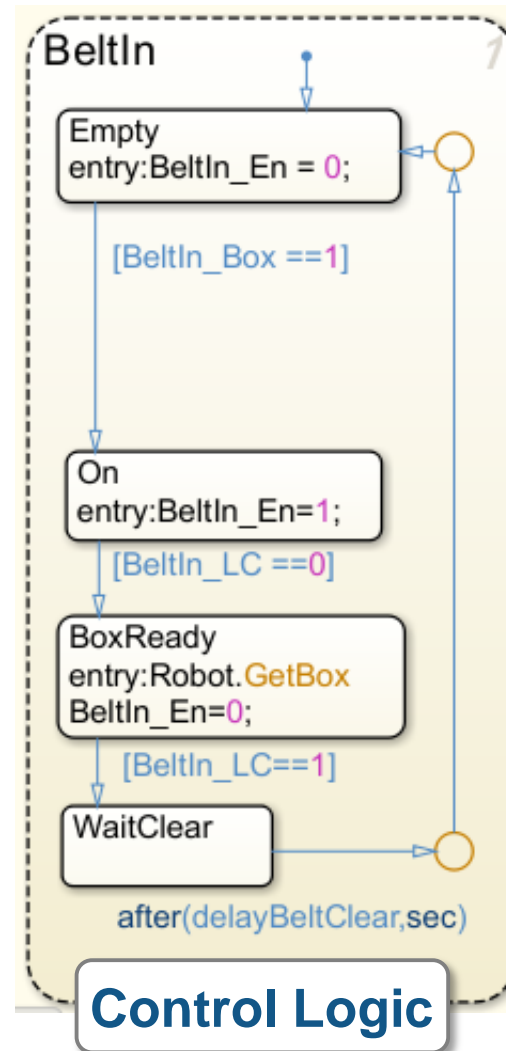 BeltIn
1
Empty
entry:BeltIn_En = 0;
[BeltIn_Box ==1]
On
entry:BeltIn_En=1;
[BeltIn_LC ==0]
BoxReady
entry:Robot.GetBox
BeltIn_En=0;
[BeltIn_LC==1]
WaitClear
after(delayBeltClear,sec)
Control Logic